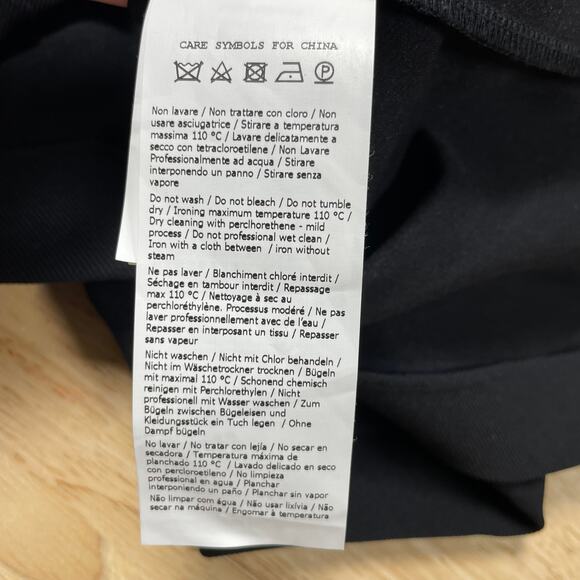 CARE SYMBOLS FOR CHINA
P
Non lavare / Non trattare con cloro / Non
usare asciugatrice / Stirare a temperatura
massima 110 °C / Lavare delicatamente a
secco con tetracloroetilene / Non Lavare
Professionalmente ad acqua / Stirare
interponendo un panno / Stirare senza
vapore
Do not wash / Do not bleach / Do not tumble
dry / Ironing maximum temperature 110 °C /
Dry cleaning with perclhorethene - mild
process / Do not professional wet clean /
Iron with a cloth between / iron without
steam
Ne pas laver / Blanchiment chloré interdit /
Séchage en tambour interdit / Repassage
max 110 °C / Nettoyage à sec au
perchloréthylène. Processus modéré / Ne pas
laver professionnellement avec de l'eau /
Repasser en interposant un tissu / Repasser
sans vapeur
Nicht waschen / Nicht mit Chlor behandeln /
Nicht im Wäschetrockner trocknen / Bügeln
mit maximal 110 °C / Schonend chemisch
reinigen mit Perchlorethylen / Nicht
professionell mit Wasser waschen / Zum
Bügeln zwischen Bügeleisen und
Kleidungsstück ein Tuch legen / Ohne
Dampf bügeln
No lavar / No tratar con lejía / No secar en
secadora / Temperatura máxima de
planchado 110 °C / Lavado delicado en seco
con percloroetileno / No limpieza
professional en agua / Planchar
interponiendo un paño / Planchar sin vapor
Não limpar com água / Não usar lixívia / Não
secar na máquina / Engomar à temperatura